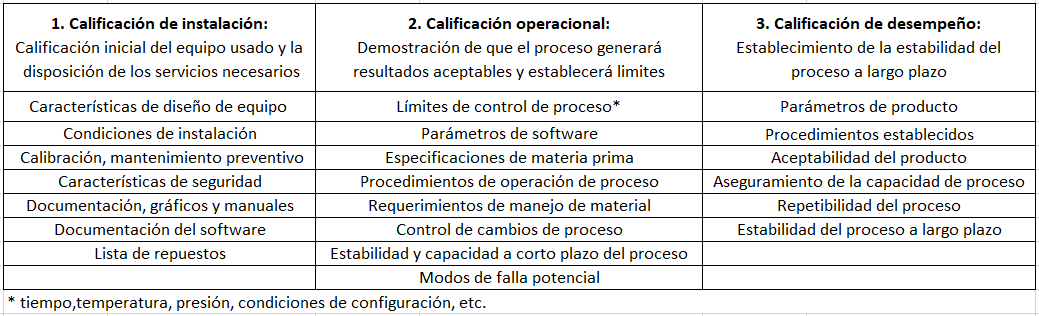 1. Calificación de instalación:
Calificación inicial del equipo usado y la
disposición de los servicios necesarios
2. Calificación operacional:
Demostración de que el proceso generará
resultados aceptables y establecerá limites
3. Calificación de desempeño:
Establecimiento de la estabilidad del
proceso a largo plazo
Características de diseño de equipo
Límites de control de proceso*
Parámetros de producto
Condiciones de instalación
Parámetros de software
Procedimientos establecidos
Calibración, mantenimiento preventivo
Especificaciones de materia prima
Aceptabilidad del producto
Características de seguridad
Procedimientos de operación de proceso
Aseguramiento de la capacidad de proceso
Documentación, gráficos y manuales
Requerimientos de manejo de material
Repetibilidad del proceso
Documentación del software
Control de cambios de proceso
Estabilidad del proceso a largo plazo
Lista de repuestos
Estabilidad y capacidad a corto plazo del proceso
Modos de falla potencial
* tiempo,temperatura, presión, condiciones de configuración, etc.